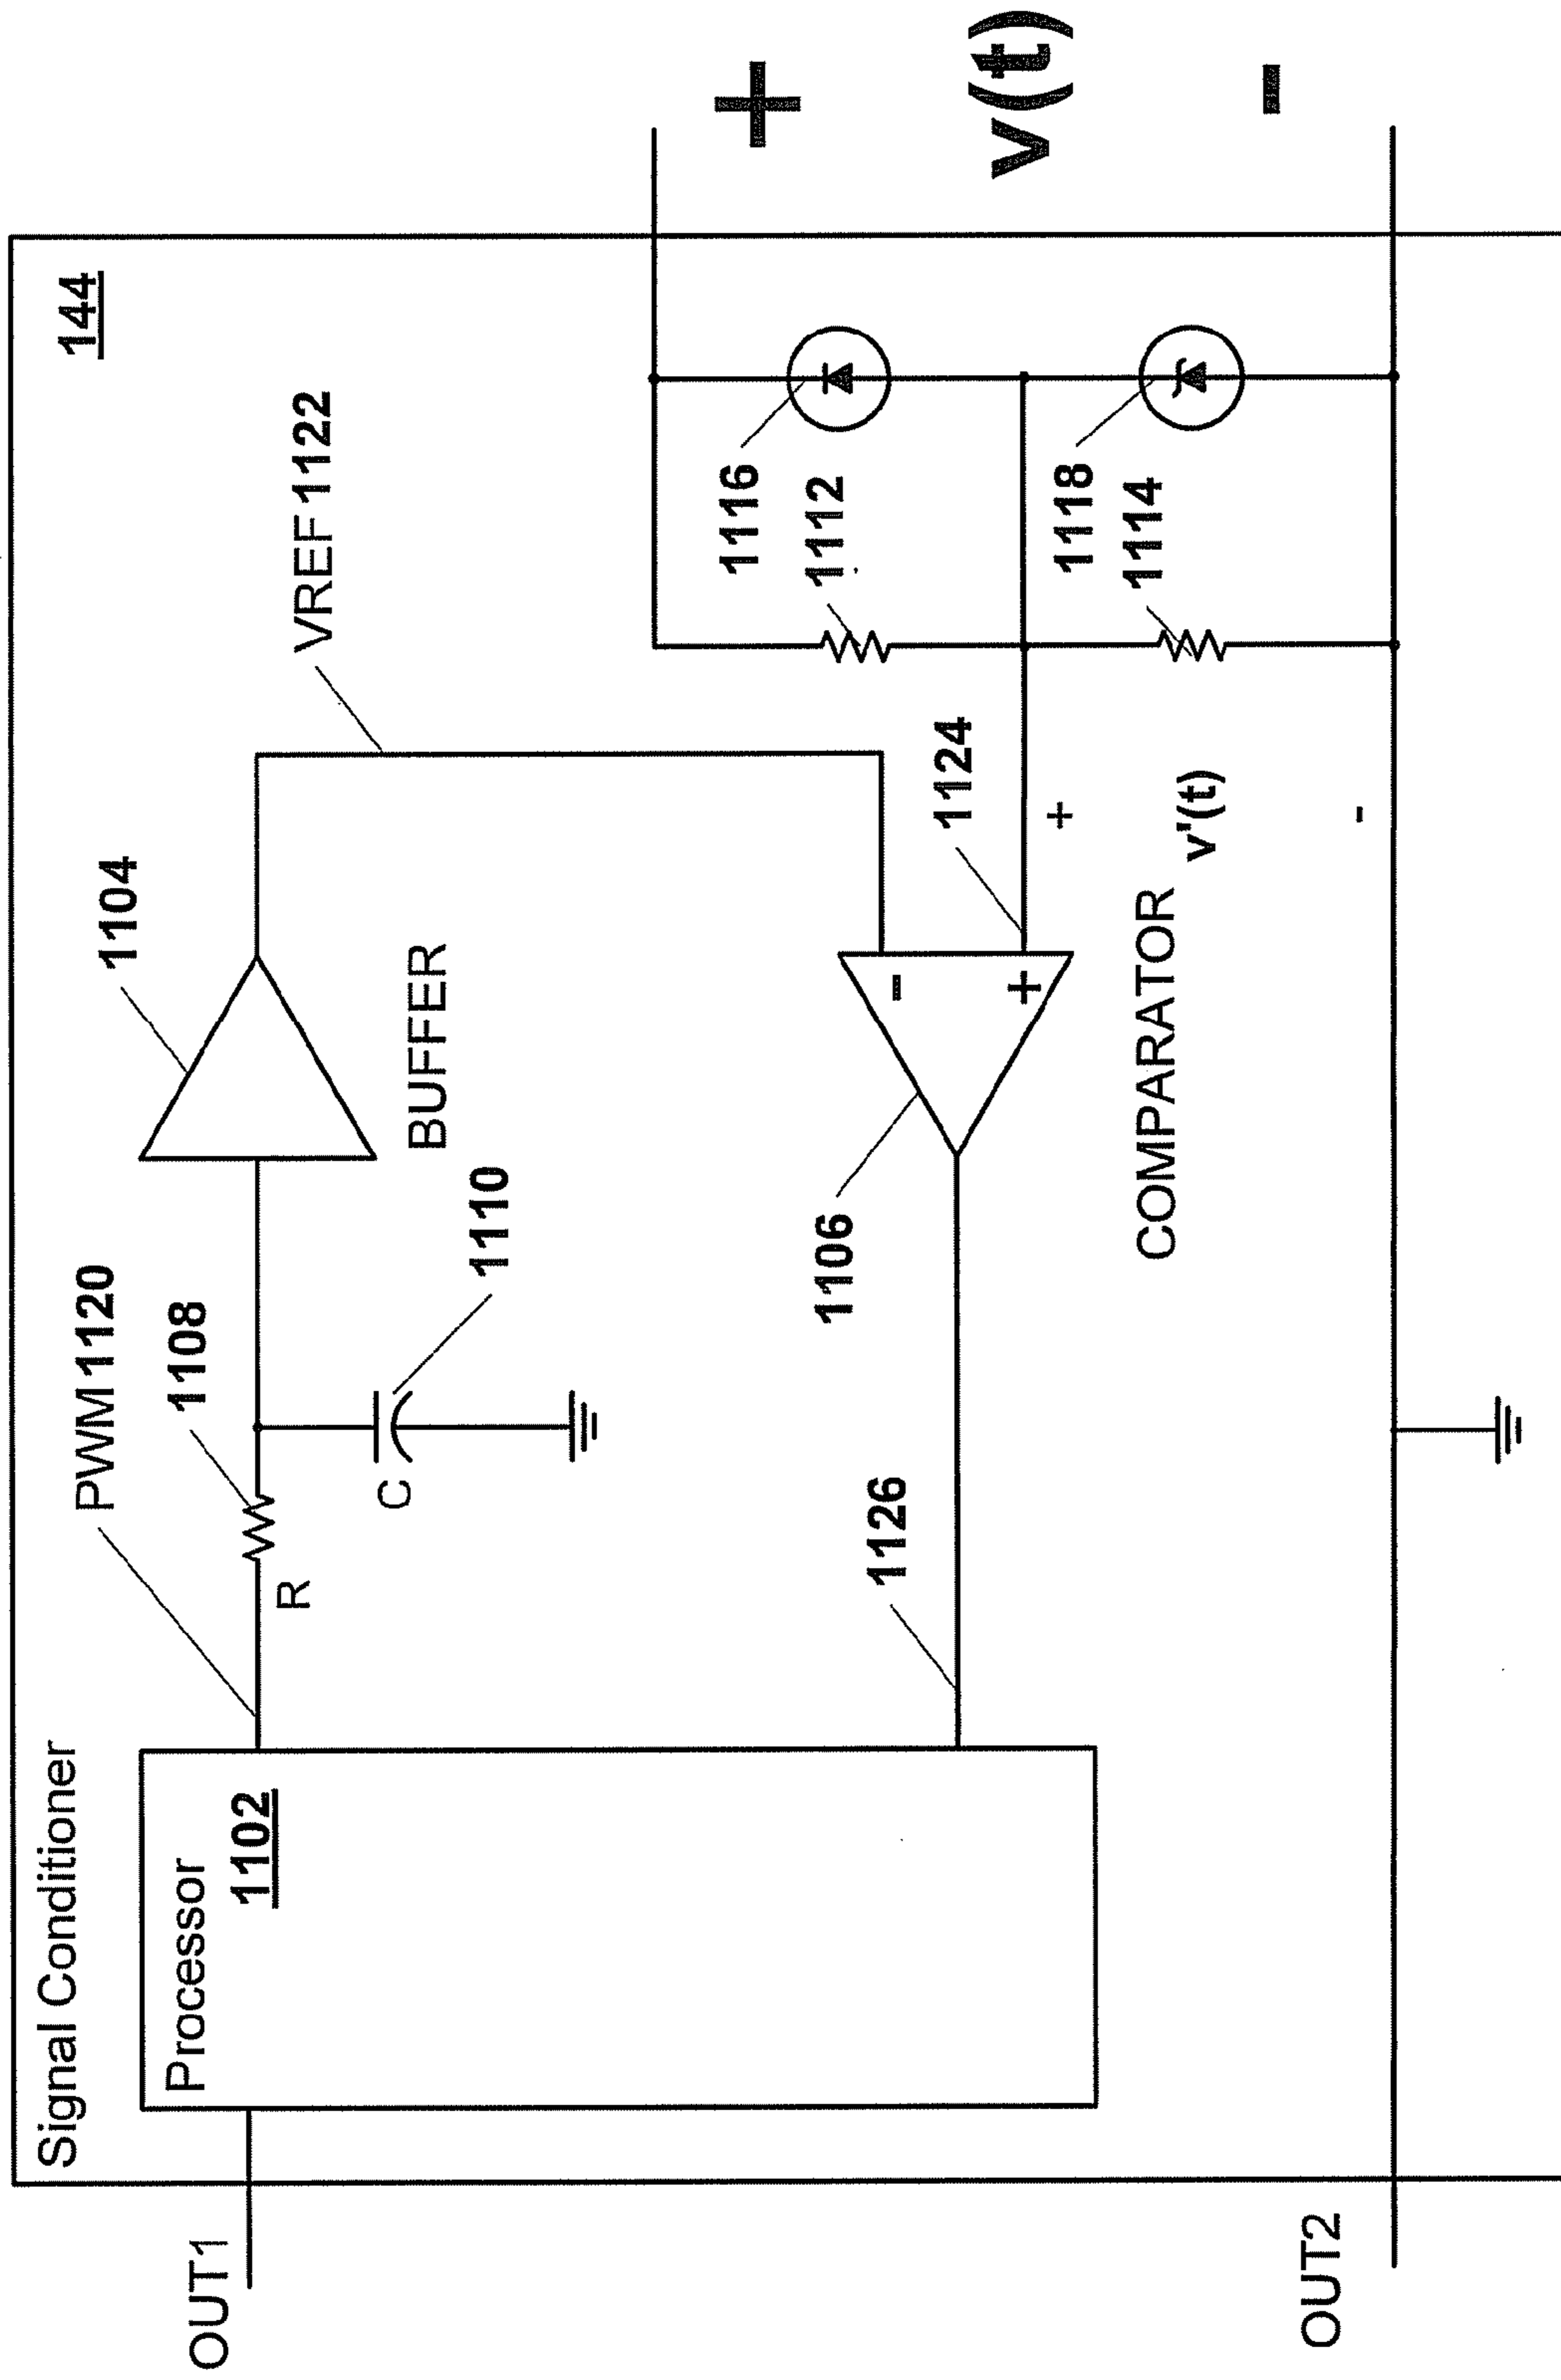 Signal Conditioner
144
OUT1
Processor
1102
PWM 1120
1108
R
C
1110
1104
BUFFER
VREF 1122
1126
1106
- 
+
COMPARATOR
1124
+
v'(t)
-
1116
1112
1118
1114
+
v(t)
-
OUT2